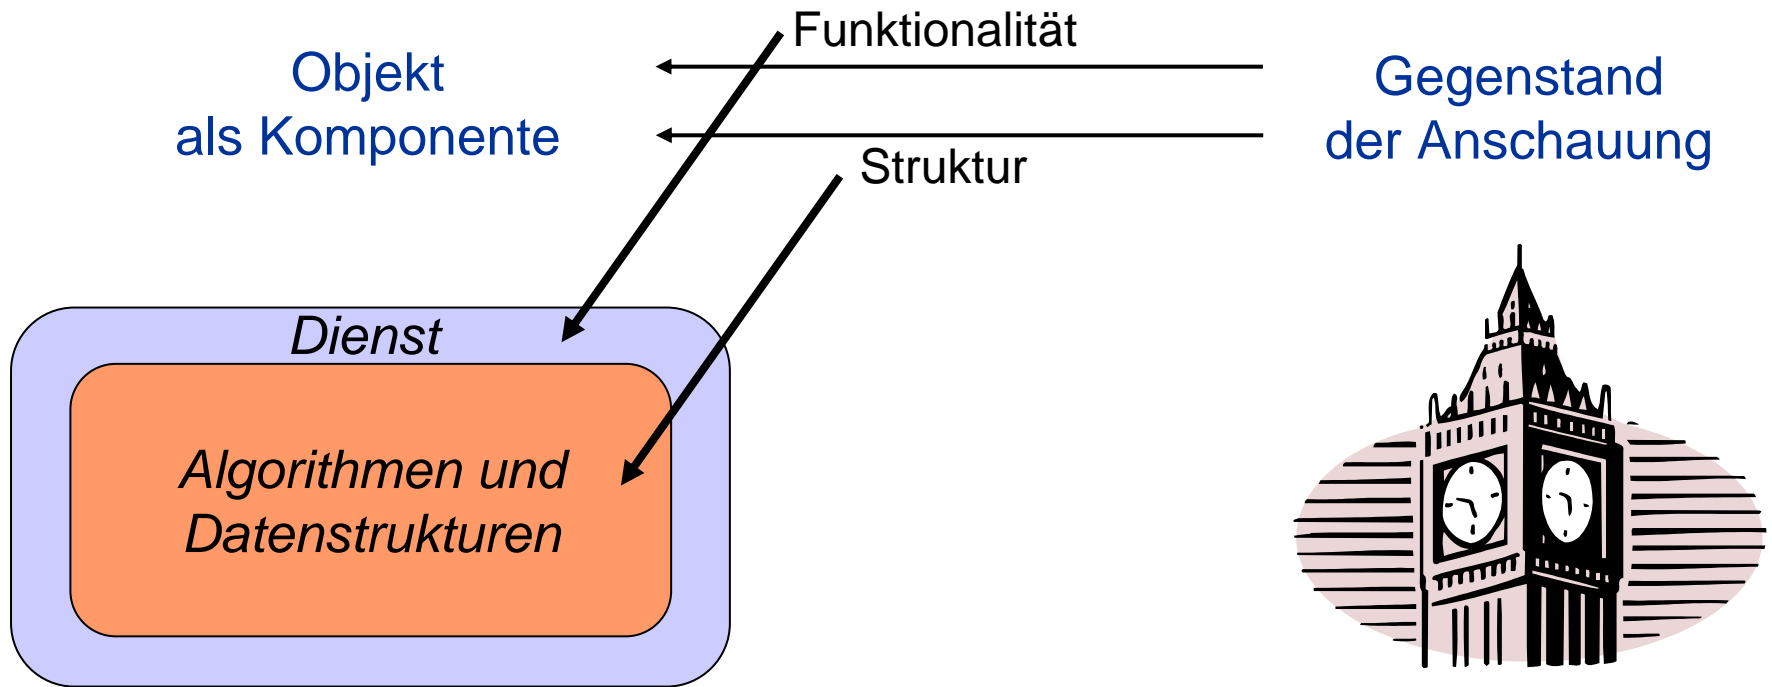 Funktionalität
Objekt
als Komponente
Gegenstand
der Anschauung
Struktur
Dienst
Algorithmen und
Datenstrukturen